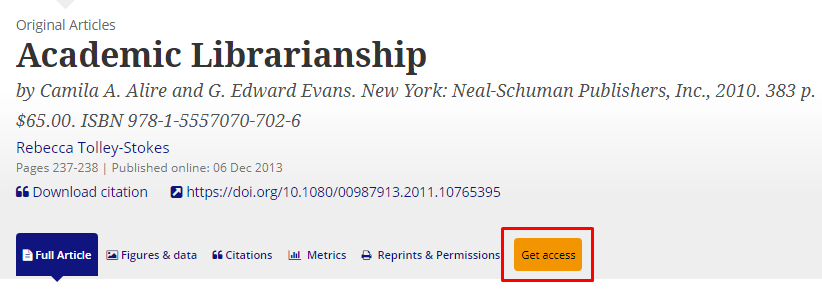 Original Articles
Academic Librarianship
by Camila A. Alire and G. Edward Evans. New York: Neal-Schuman Publishers, Inc., 2010. 383 p.
$65.00. ISBN 978-1-5557070-702-6
Rebecca Tolley-Stokes
Pages 237-238 | Published online: 06 Dec 2013
Download citation https://doi.org/10.1080/00987913.2011.10765395
Full Article Figures & data Citations Metrics Reprints & Permissions Get access